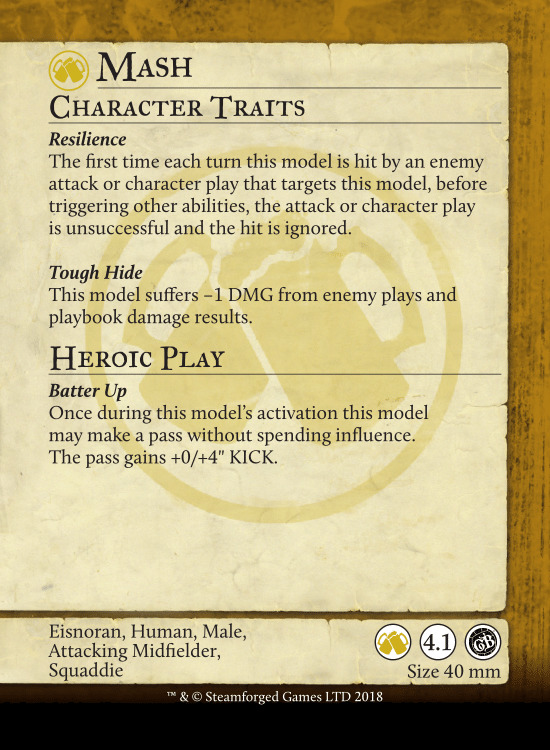 Mash
Character Traits
Resilience
The first time each turn this model is hit by an enemy
attack or character play that targets this model, before
triggering other abilities, the attack or character play
is unsuccessful and the hit is ignored.
Tough Hide
This model suffers –1 DMG from enemy plays and
playbook damage results.
Heroic Play
Batter Up
Once during this model's activation this model
may make a pass without spending influence.
The pass gains +0/+4" KICK.
Eisnoran, Human, Male,
Attacking Midfielder,
Squaddie
4.1 GB
Size 40 mm
™ & © Steamforged Games LTD 2018